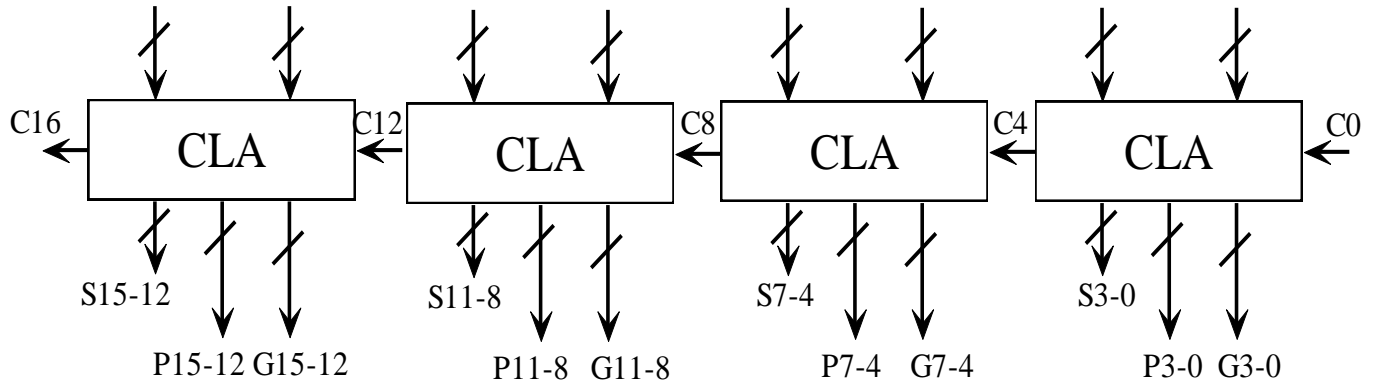 C16 CLA C12 CLA C8 CLA C4 CLA C0
S15-12 S11-8 S7-4 S3-0
P15-12 G15-12 P11-8 G11-8 P7-4 G7-4 P3-0 G3-0